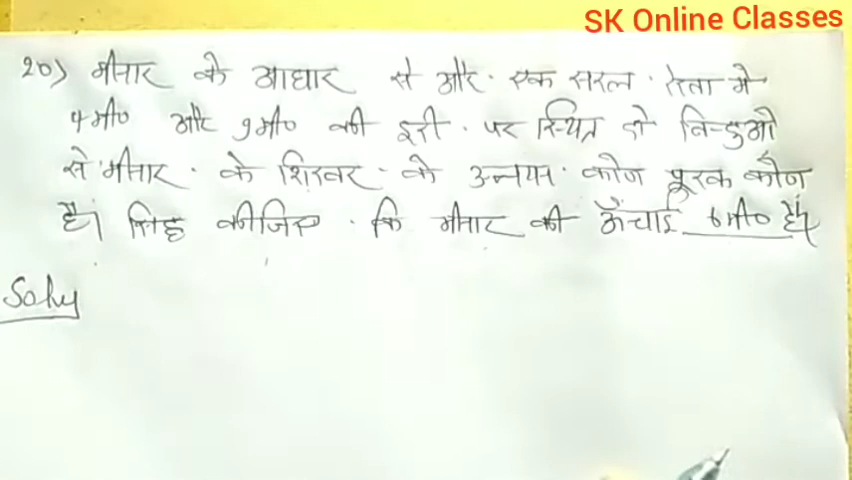 SK Online Classes
20) मीनार के आधार से और एक सरल रेखा में
4मी० और 9मी० की दूरी पर स्थित दो बिन्दुओ
से मीनार के शिखर के उन्नयन कोण पूरक कोण
है। सिद्ध कीजिए कि मीनार की ऊँचाई 6मी० है।
Soln